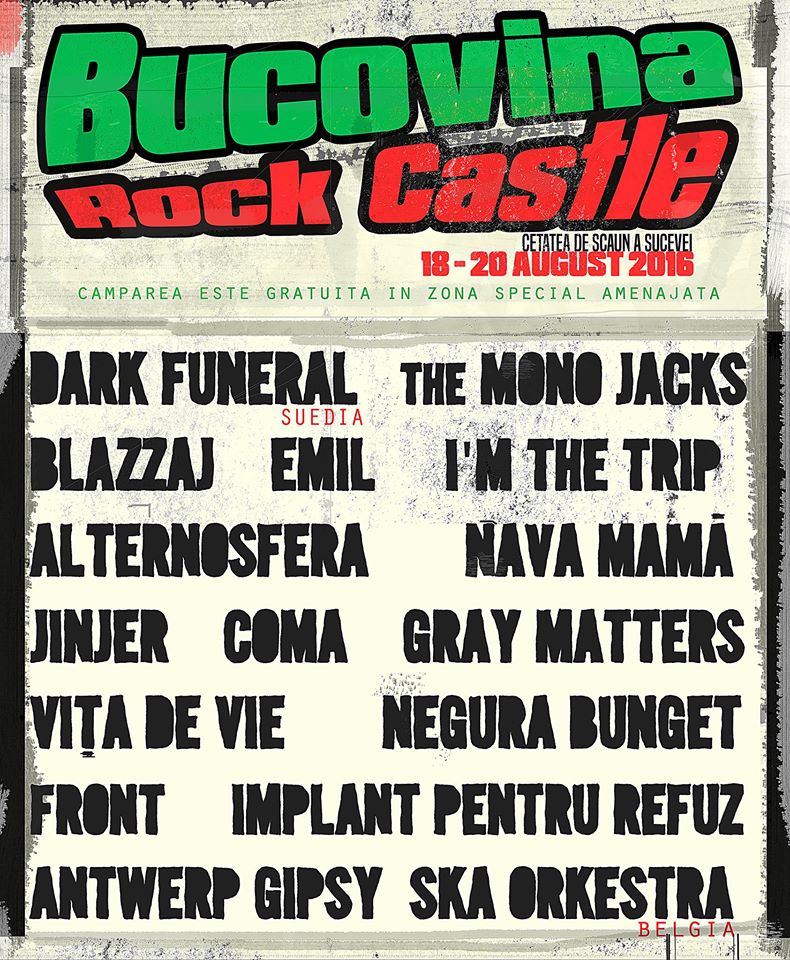 Bucovina
Rock Castle
CETATEA DE SCAUN A SUCEVEI
18 - 20 AUGUST 2016
CAMPAREA ESTE GRATUITA IN ZONA SPECIAL AMENAJATA
DARK FUNERAL THE MONO JACKS
SUEDIA
BLAZZAJ EMIL I'M THE TRIP
ALTERNOSFERA NAVA MAMĂ
JINJER COMA GRAY MATTERS
VIȚA DE VIE NEGURA BUNGET
FRONT IMPLANT PENTRU REFUZ
ANTWERP GIPSY SKA ORKESTRA
BELGIA